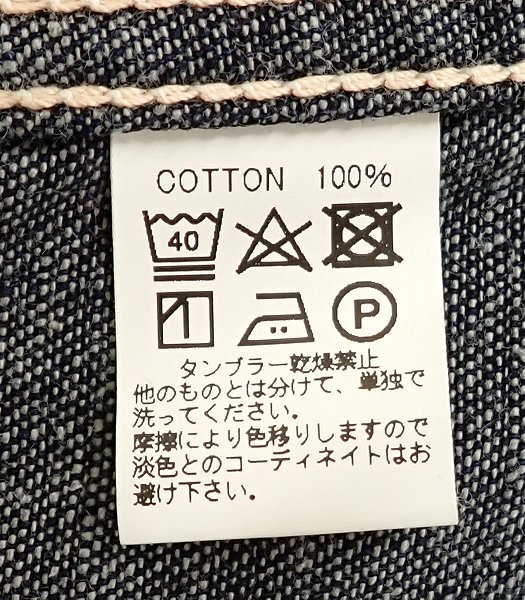 COTTON 100%
40
P
タンブラー乾燥禁止
他のものとは分けて、単独で
洗ってください。
摩擦により色移りしますので
淡色とのコーディネイトはお
避け下さい。